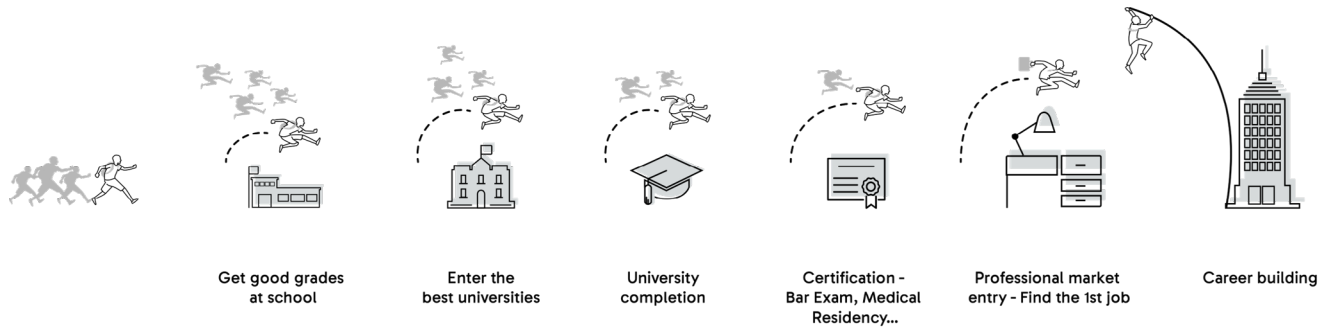 Get good grades
at school
Enter the
best universities
University
completion
Certification -
Bar Exam, Medical
Residency...
Professional market
entry - Find the 1st job
Career building